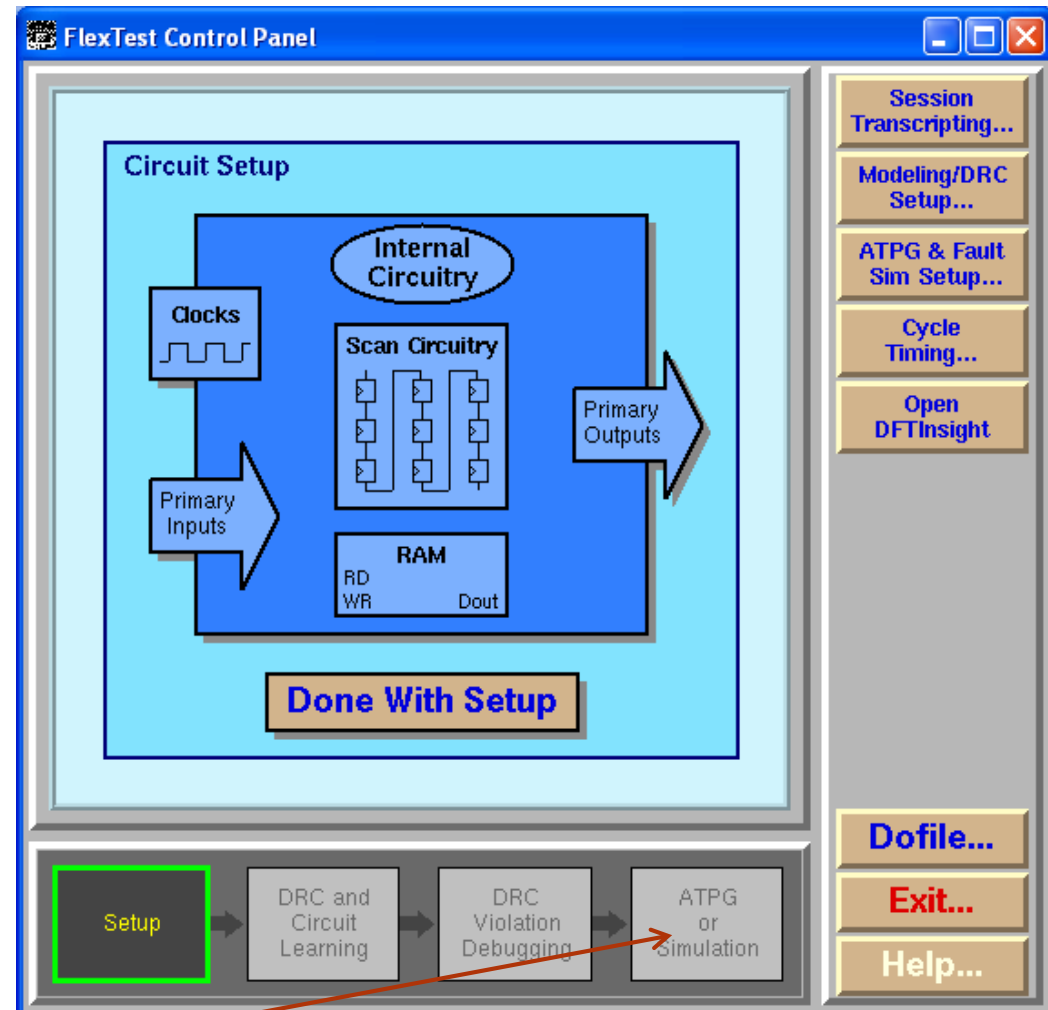 FlexTest Control Panel
Circuit Setup
Internal
Circuitry
Clocks
Scan Circuitry
Primary
Outputs
Primary
Inputs
RAM
RD
WR
Dout
Done With Setup
Session
Transcripting...
Modeling/DRC
Setup...
ATPG & Fault
Sim Setup...
Cycle
Timing...
Open
DFTInsight
Dofile...
Exit...
Help...
Setup
DRC and
Circuit
Learning
DRC
Violation
Debugging
ATPG
or
Simulation